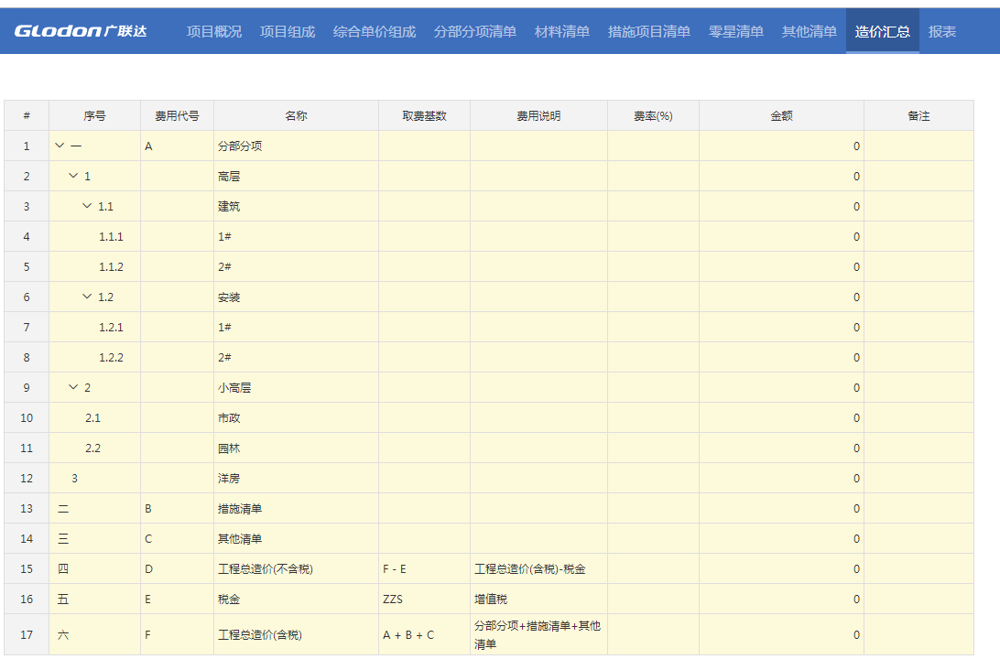 Glodon广联达 项目概况 项目组成 综合单价组成 分部分项清单 材料清单 措施项目清单 零星清单 其他清单 造价汇总 报表
# 序号 费用代号 名称 取费基数 费用说明 费率(%) 金额 备注
1 一 A 分部分项 0
2 1 高层 0
3 1.1 建筑 0
4 1.1.1 1# 0
5 1.1.2 2# 0
6 1.2 安装 0
7 1.2.1 1# 0
8 1.2.2 2# 0
9 2 小高层 0
10 2.1 市政 0
11 2.2 园林 0
12 3 洋房 0
13 二 B 措施清单 0
14 三 C 其他清单 0
15 四 D 工程总造价(不含税) F - E 工程总造价(含税)-税金 0
16 五 E 税金 ZZS 增值税 0
17 六 F 工程总造价(含税) A + B + C 分部分项+措施清单+其他 0
清单